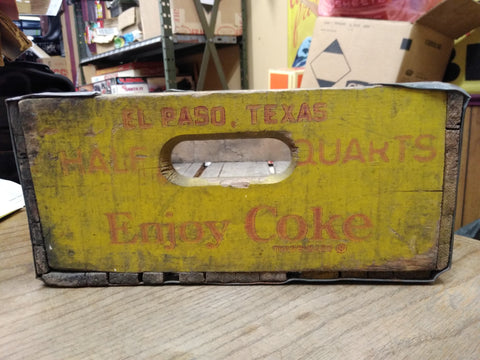 EL PASO, TEXAS
HALF QUARTS
Enjoy Coke